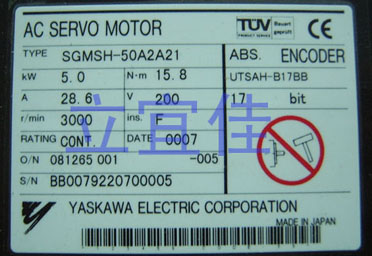 AC SERVO MOTOR
TÜV Bauart geprüft CE
TYPE SGMSH-50A2A21
ABS. ENCODER
kW 5.0 N·m 15.8
UTSAH-B17BB
A 28.6 V 200
17 bit
r/min 3000 ins. F
立宜佳
RATING CONT. DATE 0007
O/N 081265 001 -005
S/N BB0079220700005
YASKAWA ELECTRIC CORPORATION
MADE IN JAPAN